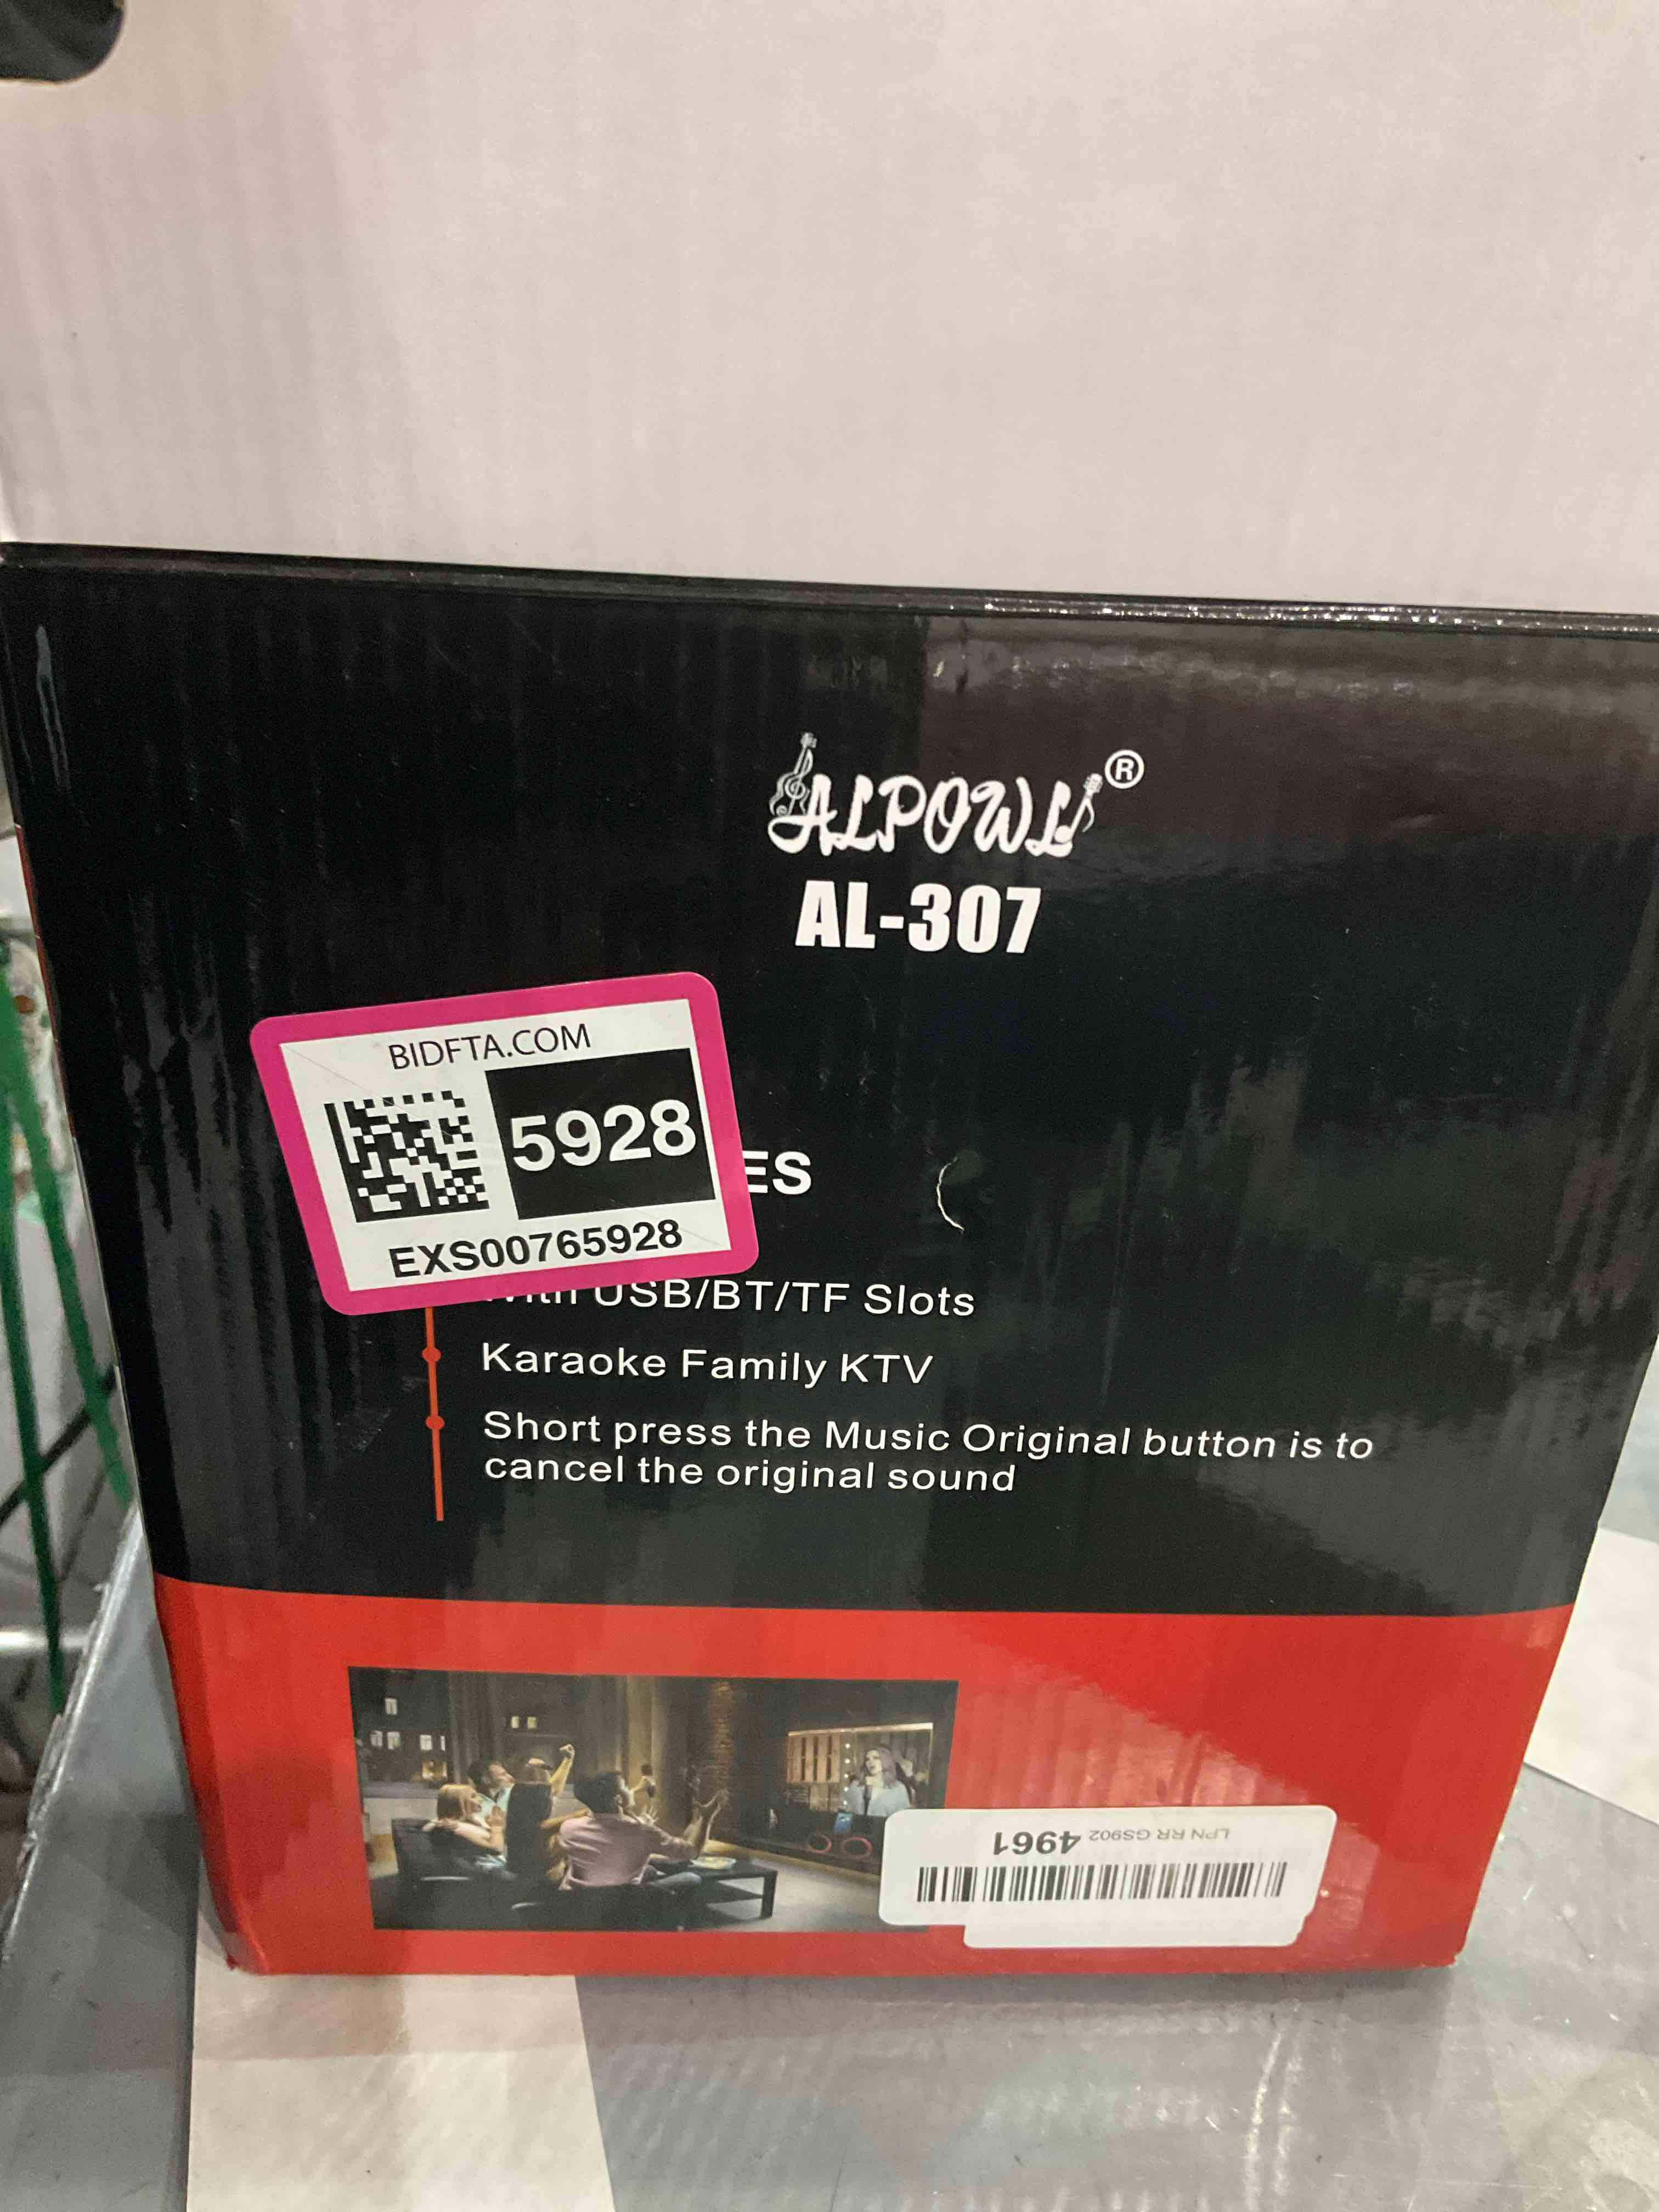 ALPOWL®
AL-307
BIDFTA.COM
5928
EXS00765928
ES
With USB/BT/TF Slots
Karaoke Family KTV
Short press the Music Original button is to
cancel the original sound
LPN RR GS902 4961